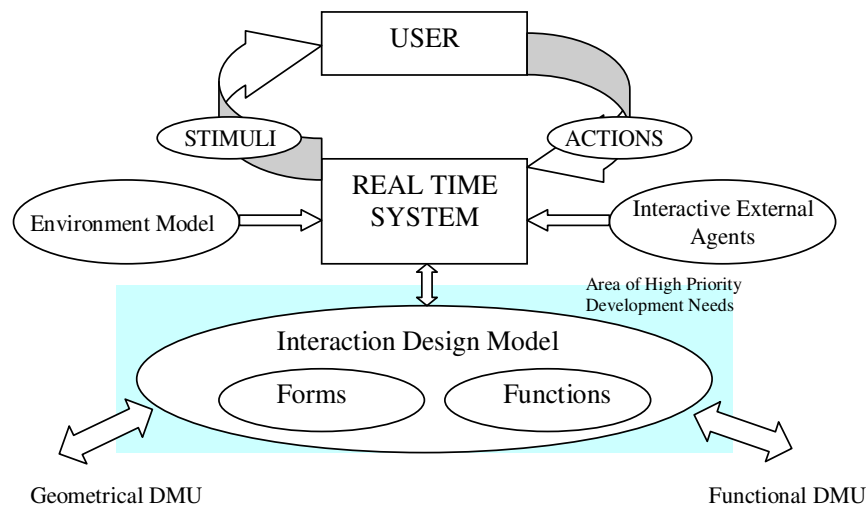 USER
STIMULI
ACTIONS
REAL TIME
SYSTEM
Environment Model
Interactive External
Agents
Area of High Priority
Development Needs
Interaction Design Model
Forms
Functions
Geometrical DMU
Functional DMU